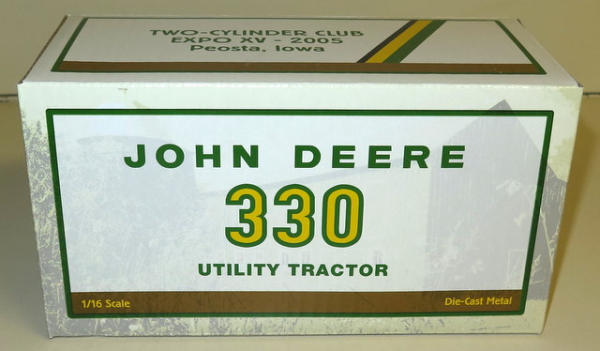 TWO-CYLINDER CLUB
EXPO XV - 2005
Peosta, Iowa
JOHN DEERE
330
UTILITY TRACTOR
1/16 Scale
Die-Cast Metal